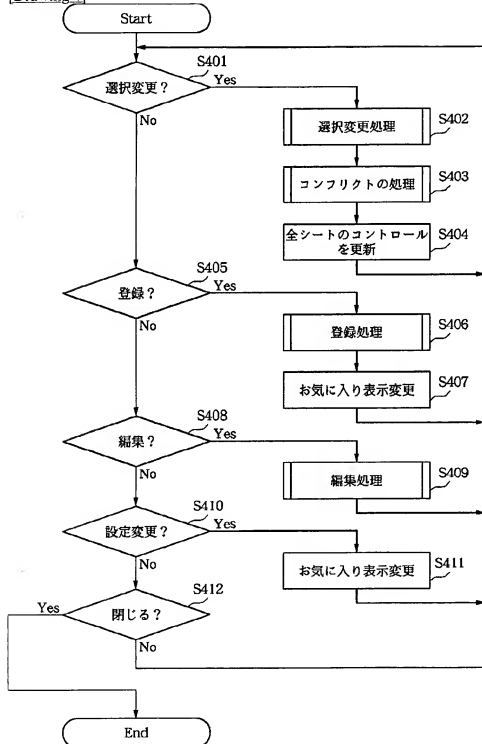 Start
S401
選択変更？
Yes
No
選択変更処理
S402
コンフリクトの処理
S403
全シートのコントロール
を更新
S404
S405
登録？
Yes
No
登録処理
S406
お気に入り表示変更
S407
S408
編集？
Yes
No
編集処理
S409
S410
設定変更？
Yes
No
お気に入り表示変更
S411
S412
閉じる？
Yes
No
End